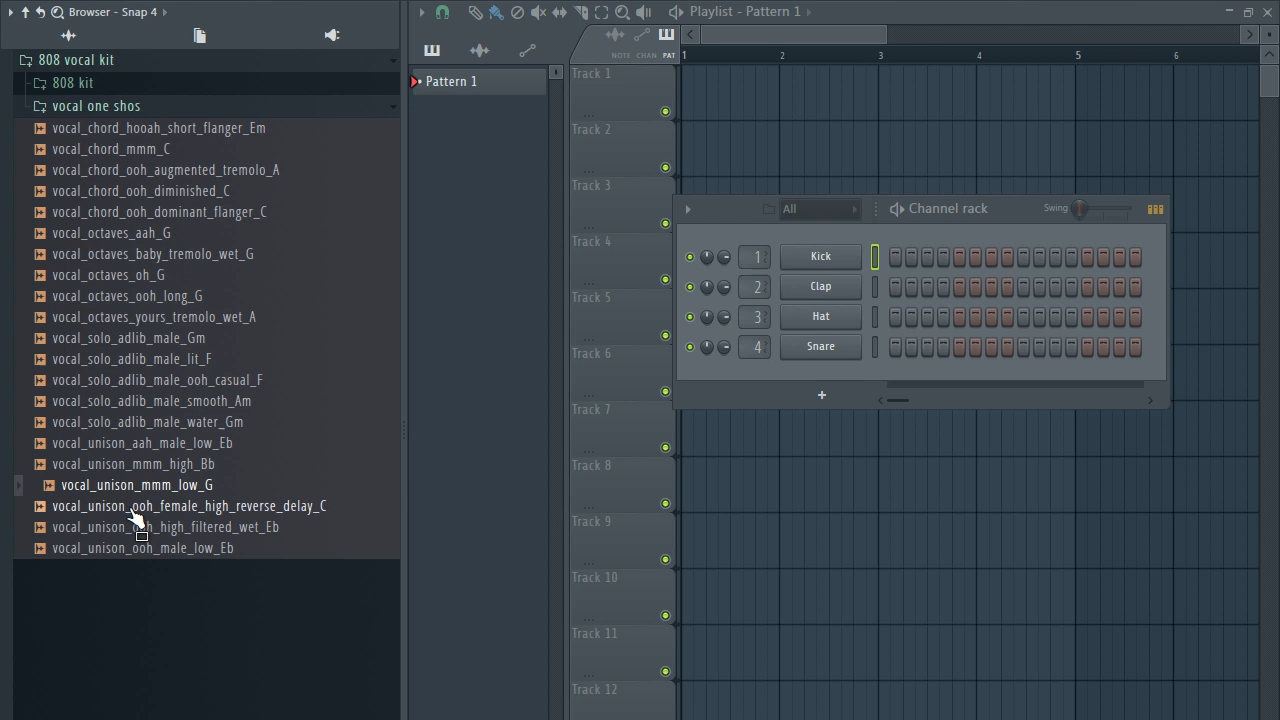 Browser - Snap 4
Playlist - Pattern 1
NOTE CHAN PAT
1 2 3 4 5 6
808 vocal kit
808 kit
vocal one shos
vocal_chord_hooah_short_flanger_Em
vocal_chord_mmm_C
vocal_chord_ooh_augmented_tremolo_A
vocal_chord_ooh_diminished_C
vocal_chord_ooh_dominant_flanger_C
vocal_octaves_aah_G
vocal_octaves_baby_tremolo_wet_G
vocal_octaves_oh_G
vocal_octaves_ooh_long_G
vocal_octaves_yours_tremolo_wet_A
vocal_solo_adlib_male_Gm
vocal_solo_adlib_male_lit_F
vocal_solo_adlib_male_ooh_casual_F
vocal_solo_adlib_male_smooth_Am
vocal_solo_adlib_male_water_Gm
vocal_unison_aah_male_low_Eb
vocal_unison_mmm_high_Bb
vocal_unison_mmm_low_G
vocal_unison_ooh_female_high_reverse_delay_C
vocal_unison_ooh_high_filtered_wet_Eb
vocal_unison_ooh_male_low_Eb
Pattern 1
Track 1
...
Track 2
...
Track 3
...
Track 4
...
Track 5
...
Track 6
...
Track 7
...
Track 8
...
Track 9
...
Track 10
...
Track 11
...
Track 12
All
Channel rack
Swing
1 Kick
2 Clap
3 Hat
4 Snare
+